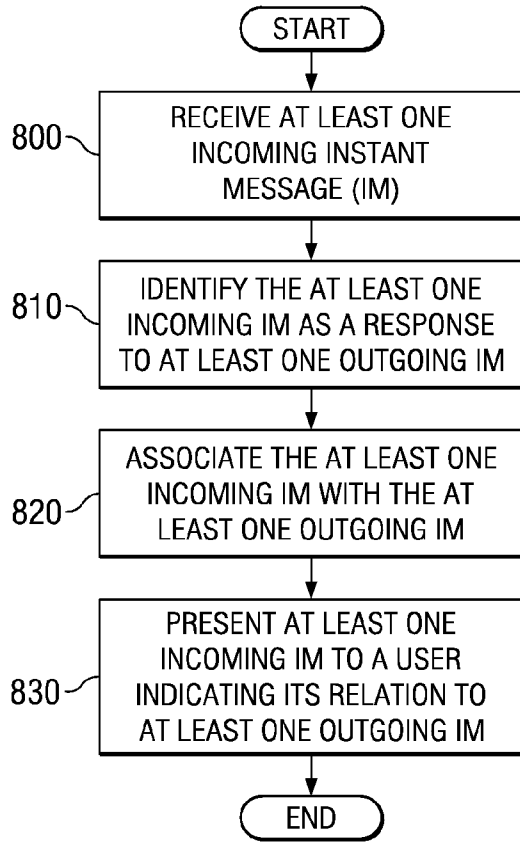 START
800
RECEIVE AT LEAST ONE
INCOMING INSTANT
MESSAGE (IM)
810
IDENTIFY THE AT LEAST ONE
INCOMING IM AS A RESPONSE
TO AT LEAST ONE OUTGOING IM
820
ASSOCIATE THE AT LEAST ONE
INCOMING IM WITH THE AT
LEAST ONE OUTGOING IM
830
PRESENT AT LEAST ONE
INCOMING IM TO A USER
INDICATING ITS RELATION TO
AT LEAST ONE OUTGOING IM
END